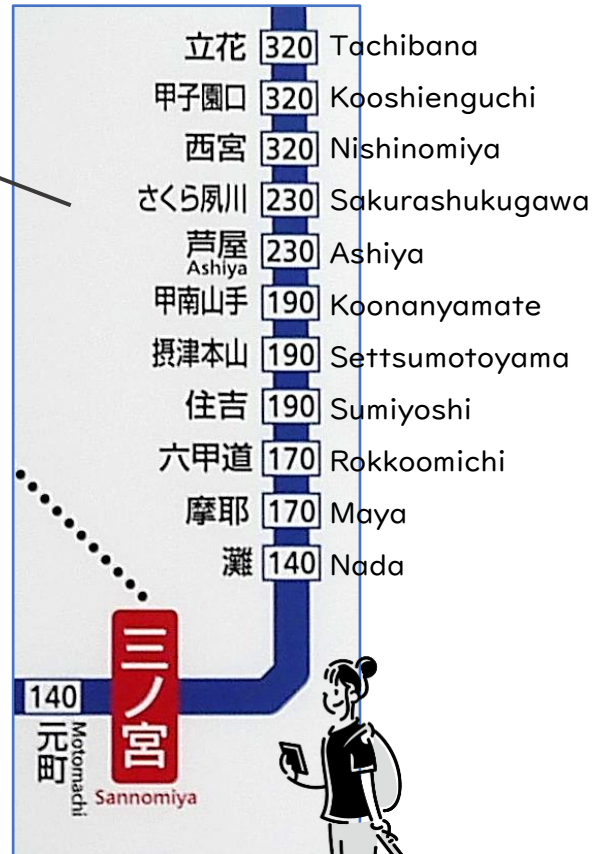 立花 320 Tachibana
甲子園口 320 Kooshienguchi
西宮 320 Nishinomiya
さくら夙川 230 Sakurashukugawa
芦屋 230 Ashiya
Ashiya
甲南山手 190 Koonanyamate
摂津本山 190 Settsumotoyama
住吉 190 Sumiyoshi
六甲道 170 Rokkoomichi
摩耶 170 Maya
灘 140 Nada
140
元町
Motomachi
三ノ宮
Sannomiya